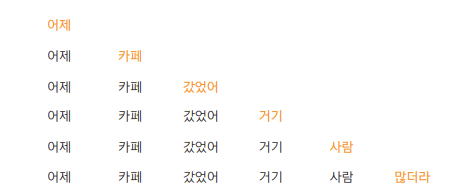 어제
어제 카페
어제 카페 갔었어
어제 카페 갔었어 거기
어제 카페 갔었어 거기 사람
어제 카페 갔었어 거기 사람 많더라